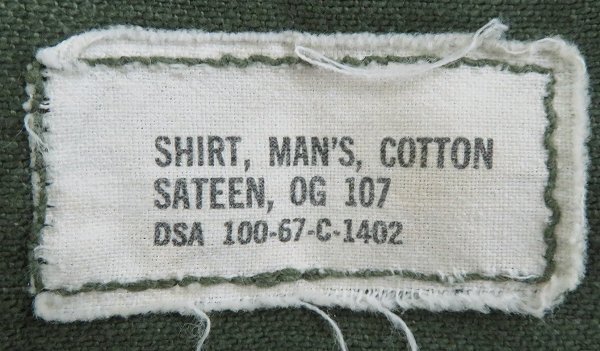 SHIRT, MAN'S, COTTON
SATEEN, OG 107
DSA 100-67-C-1402